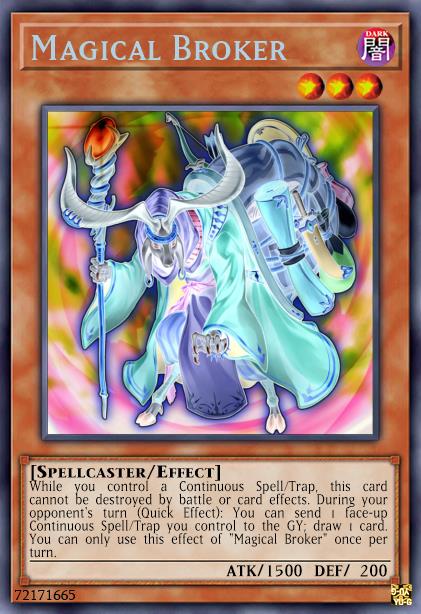 Magical Broker
DARK
闇
[Spellcaster/Effect]
While you control a Continuous Spell/Trap, this card
cannot be destroyed by battle or card effects. During your
opponent's turn (Quick Effect): You can send 1 face-up
Continuous Spell/Trap you control to the GY; draw 1 card.
You can only use this effect of "Magical Broker" once per
turn.
ATK/1500 DEF/ 200
72171665